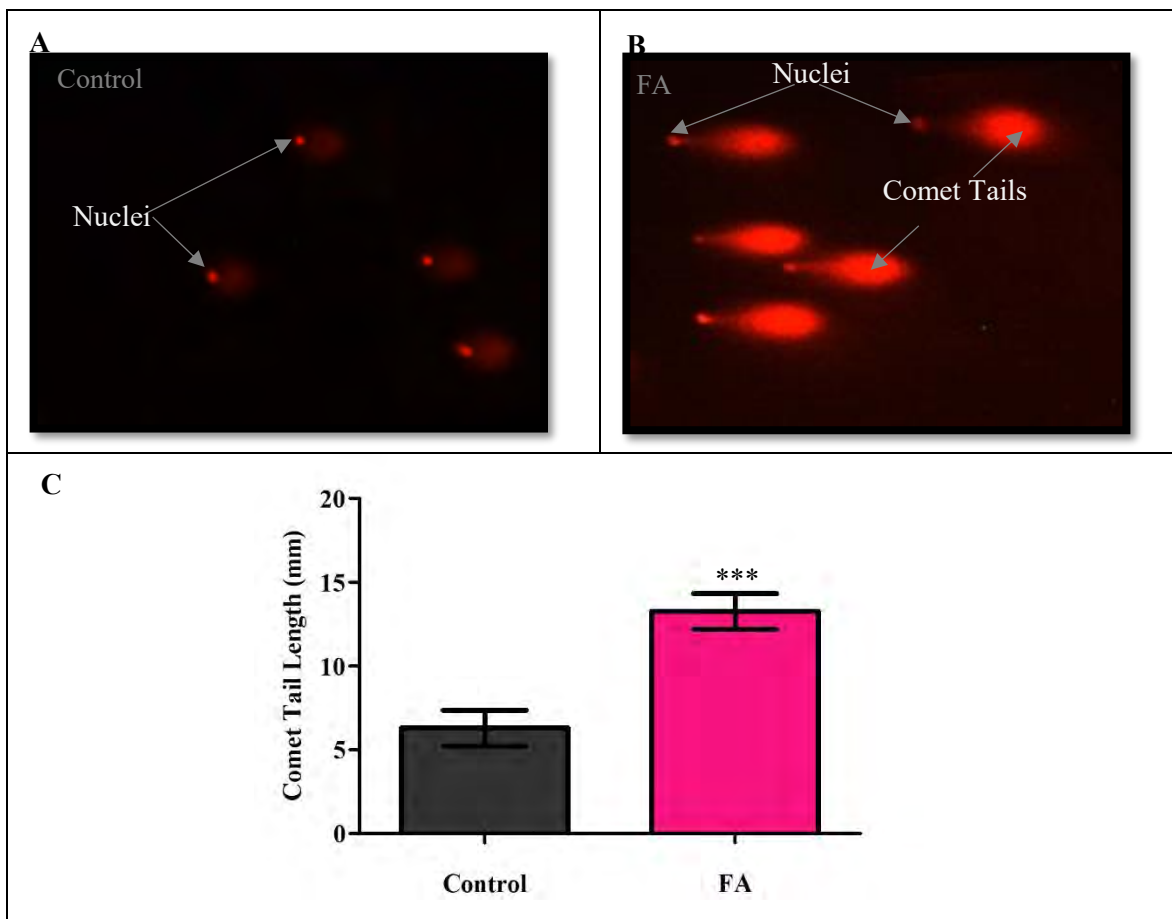 A
Control
Nuclei
B
FA
Nuclei
Comet Tails
C
Comet Tail Length (mm)
20
15
10
5
0
***
Control
FA